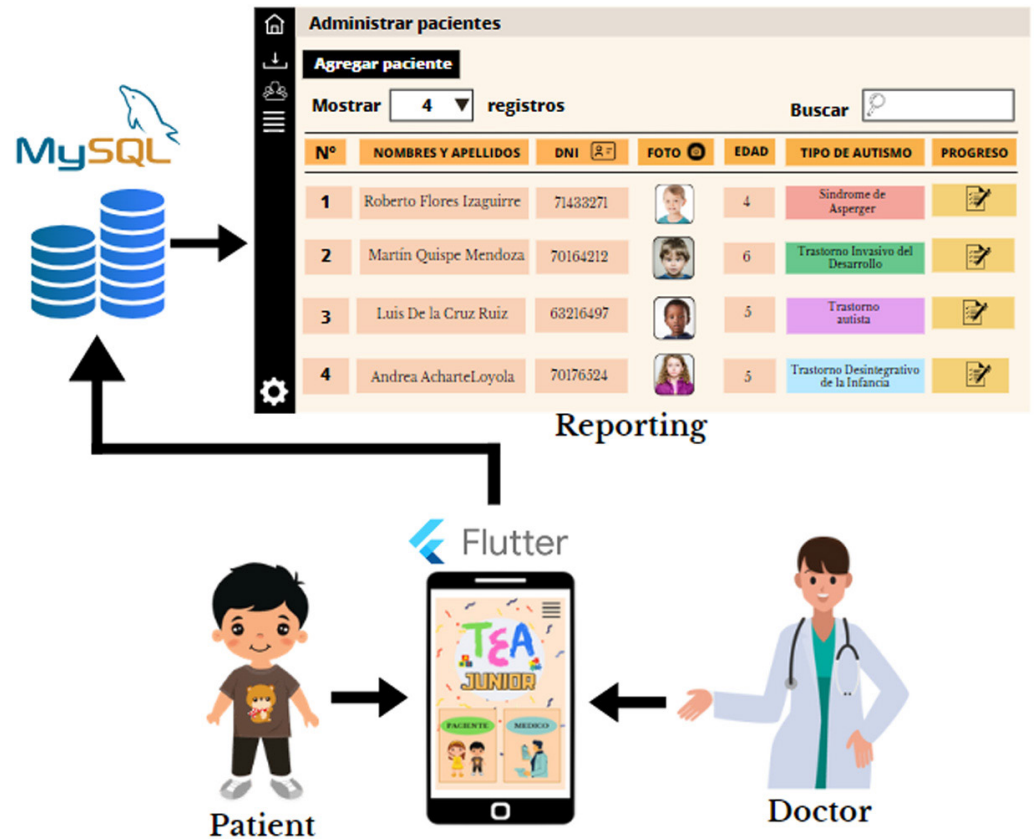 Administrar pacientes
Agregar paciente
Mostrar 4 registros
Buscar
MySQL
Nº NOMBRES Y APELLIDOS DNI FOTO EDAD TIPO DE AUTISMO PROGRESO
1 Roberto Flores Izaguirre 71433271 4 Síndrome de
Asperger
2 Martín Quispe Mendoza 70164212 6 Trastorno Invasivo del
Desarrollo
3 Luis De la Cruz Ruiz 63216497 5 Trastorno
autista
4 Andrea AcharteLoyola 70176524 5 Trastorno Desintegrativo
de la Infancia
Reporting
Flutter
TEA
JUNIOR
PACIENTE MEDICO
Patient
Doctor